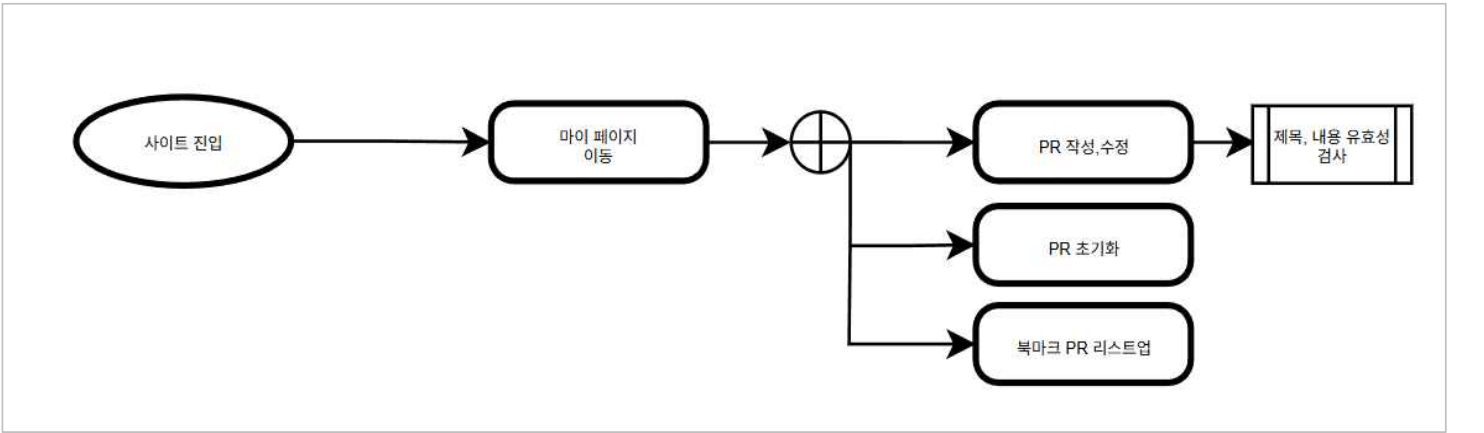 사이트 진입
마이 페이지
이동
PR 작성,수정
제목, 내용 유효성
검사
PR 초기화
북마크 PR 리스트업